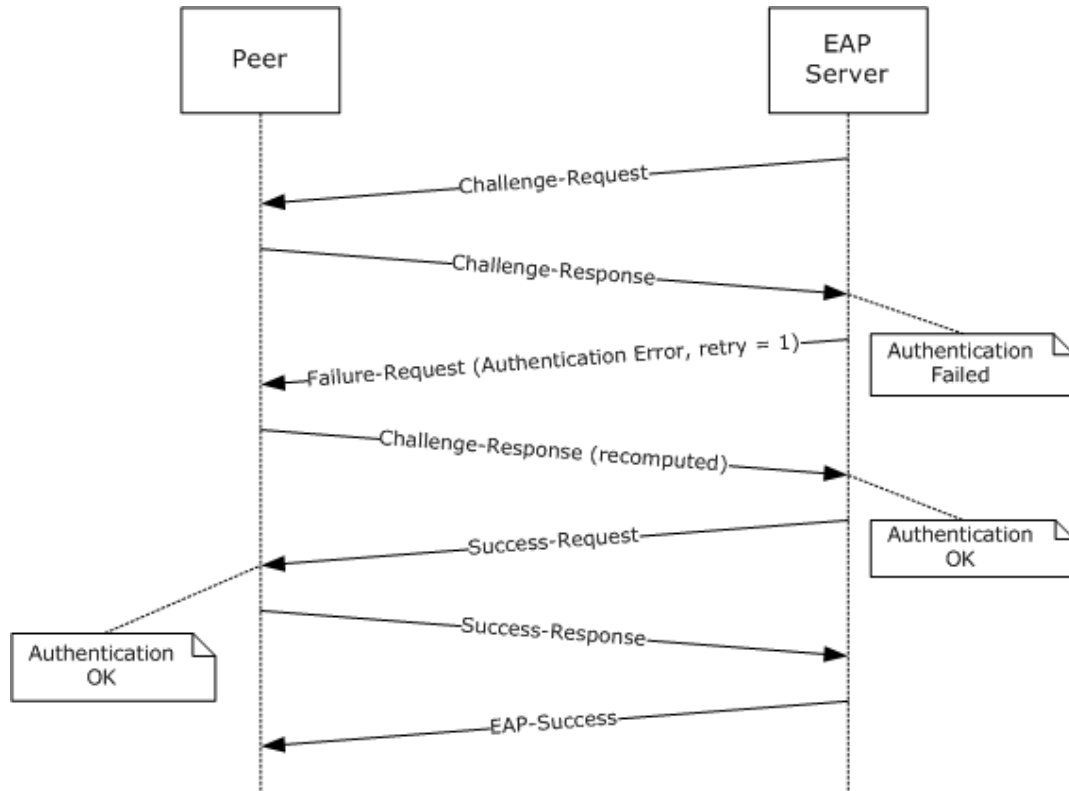 Peer
EAP
Server
Challenge-Request
Challenge-Response
Failure-Request (Authentication Error, retry = 1)
Authentication
Failed
Challenge-Response (recomputed)
Success-Request
Authentication
OK
Success-Response
Authentication
OK
EAP-Success